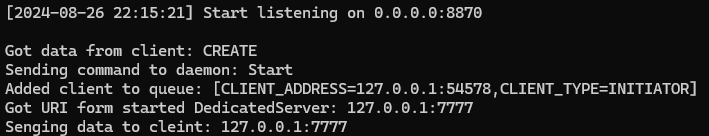 [2024-08-26 22:15:21] Start listening on 0.0.0.0:8870
Got data from client: CREATE
Sending command to daemon: Start
Added client to queue: [CLIENT_ADDRESS=127.0.0.1:54578,CLIENT_TYPE=INITIATOR]
Got URI form started DedicatedServer: 127.0.0.1:7777
Senging data to cleint: 127.0.0.1:7777